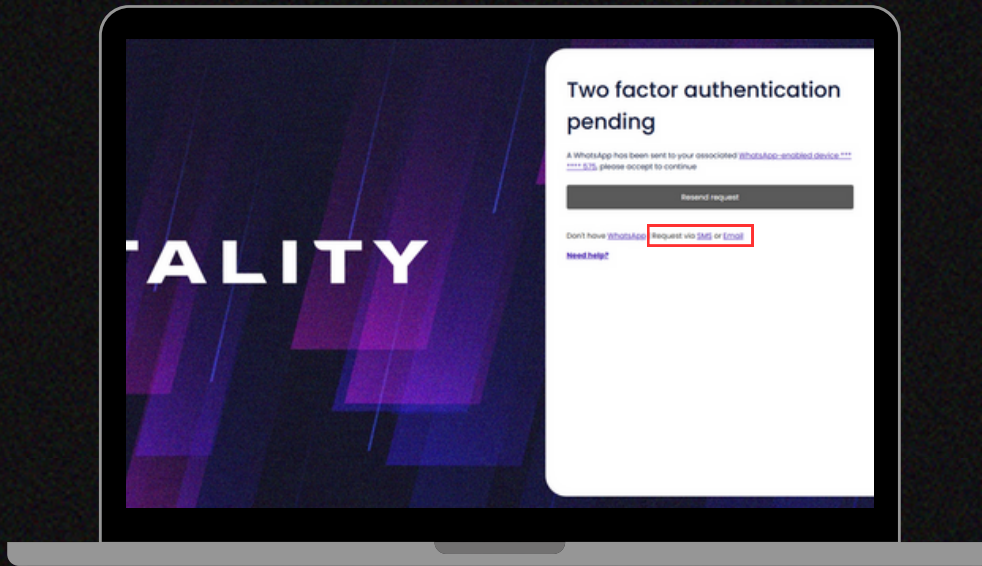 TALITY
Two factor authentication
pending
A WhatsApp has been sent to your associated WhatsApp-enabled device ***
**** 575, please accept to continue
Resend request
Don't have WhatsApp Request via SMS or Email
Need help?